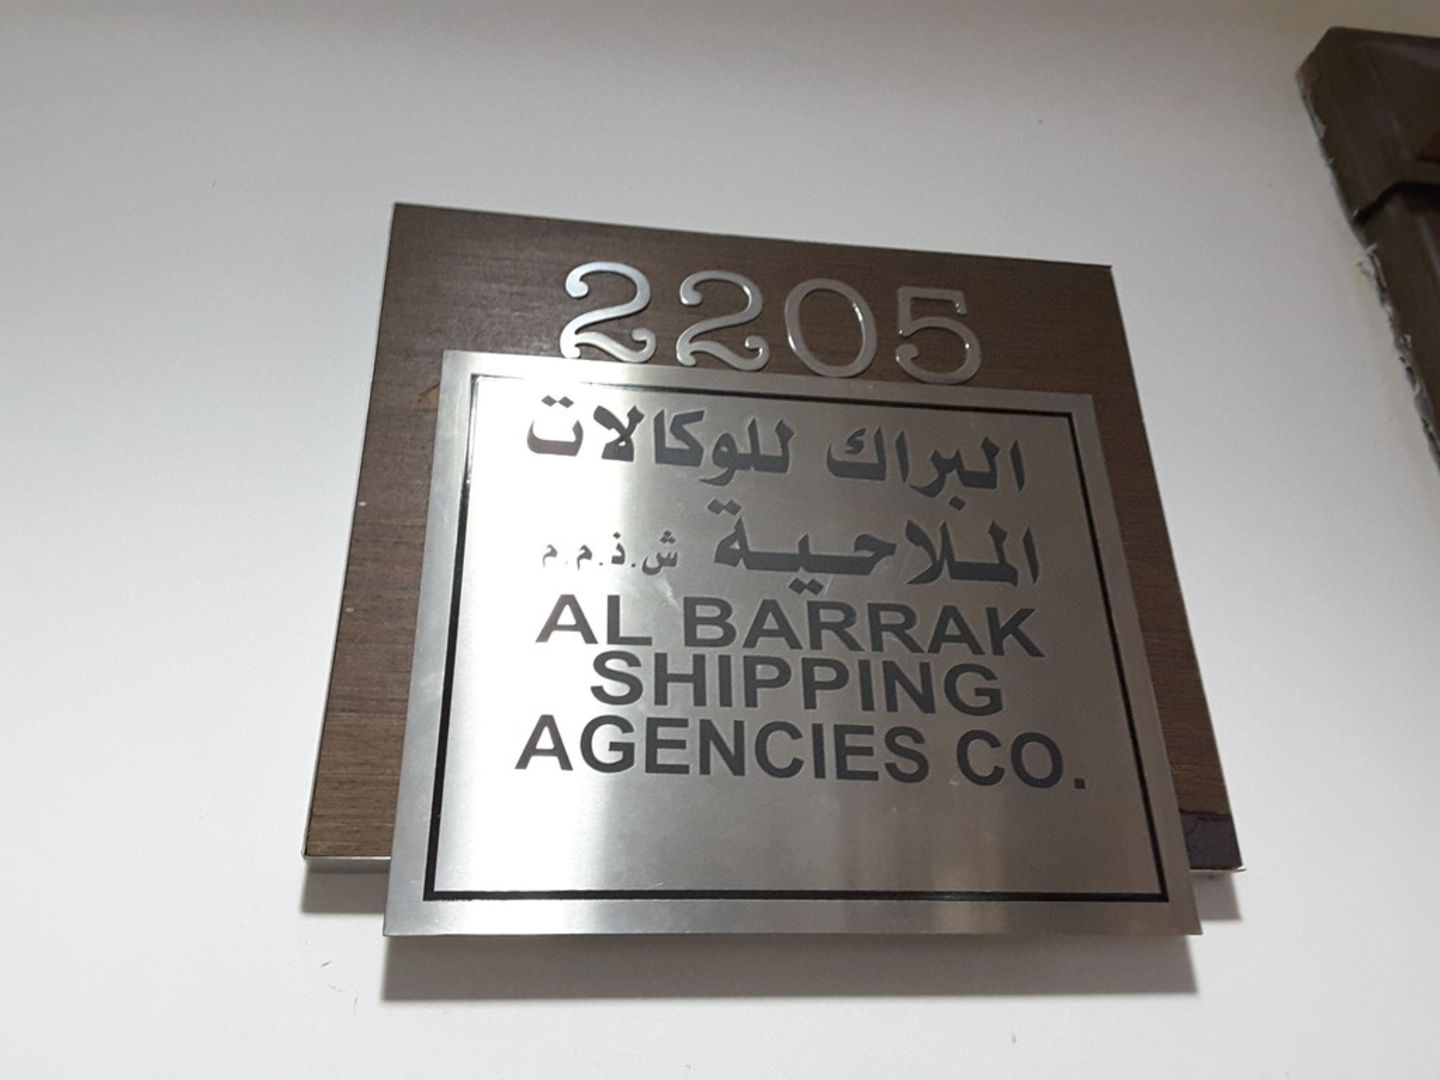 2205
البراك للوكالات
الملاحية ش.ذ.م.م
AL BARRAK
SHIPPING
AGENCIES CO.